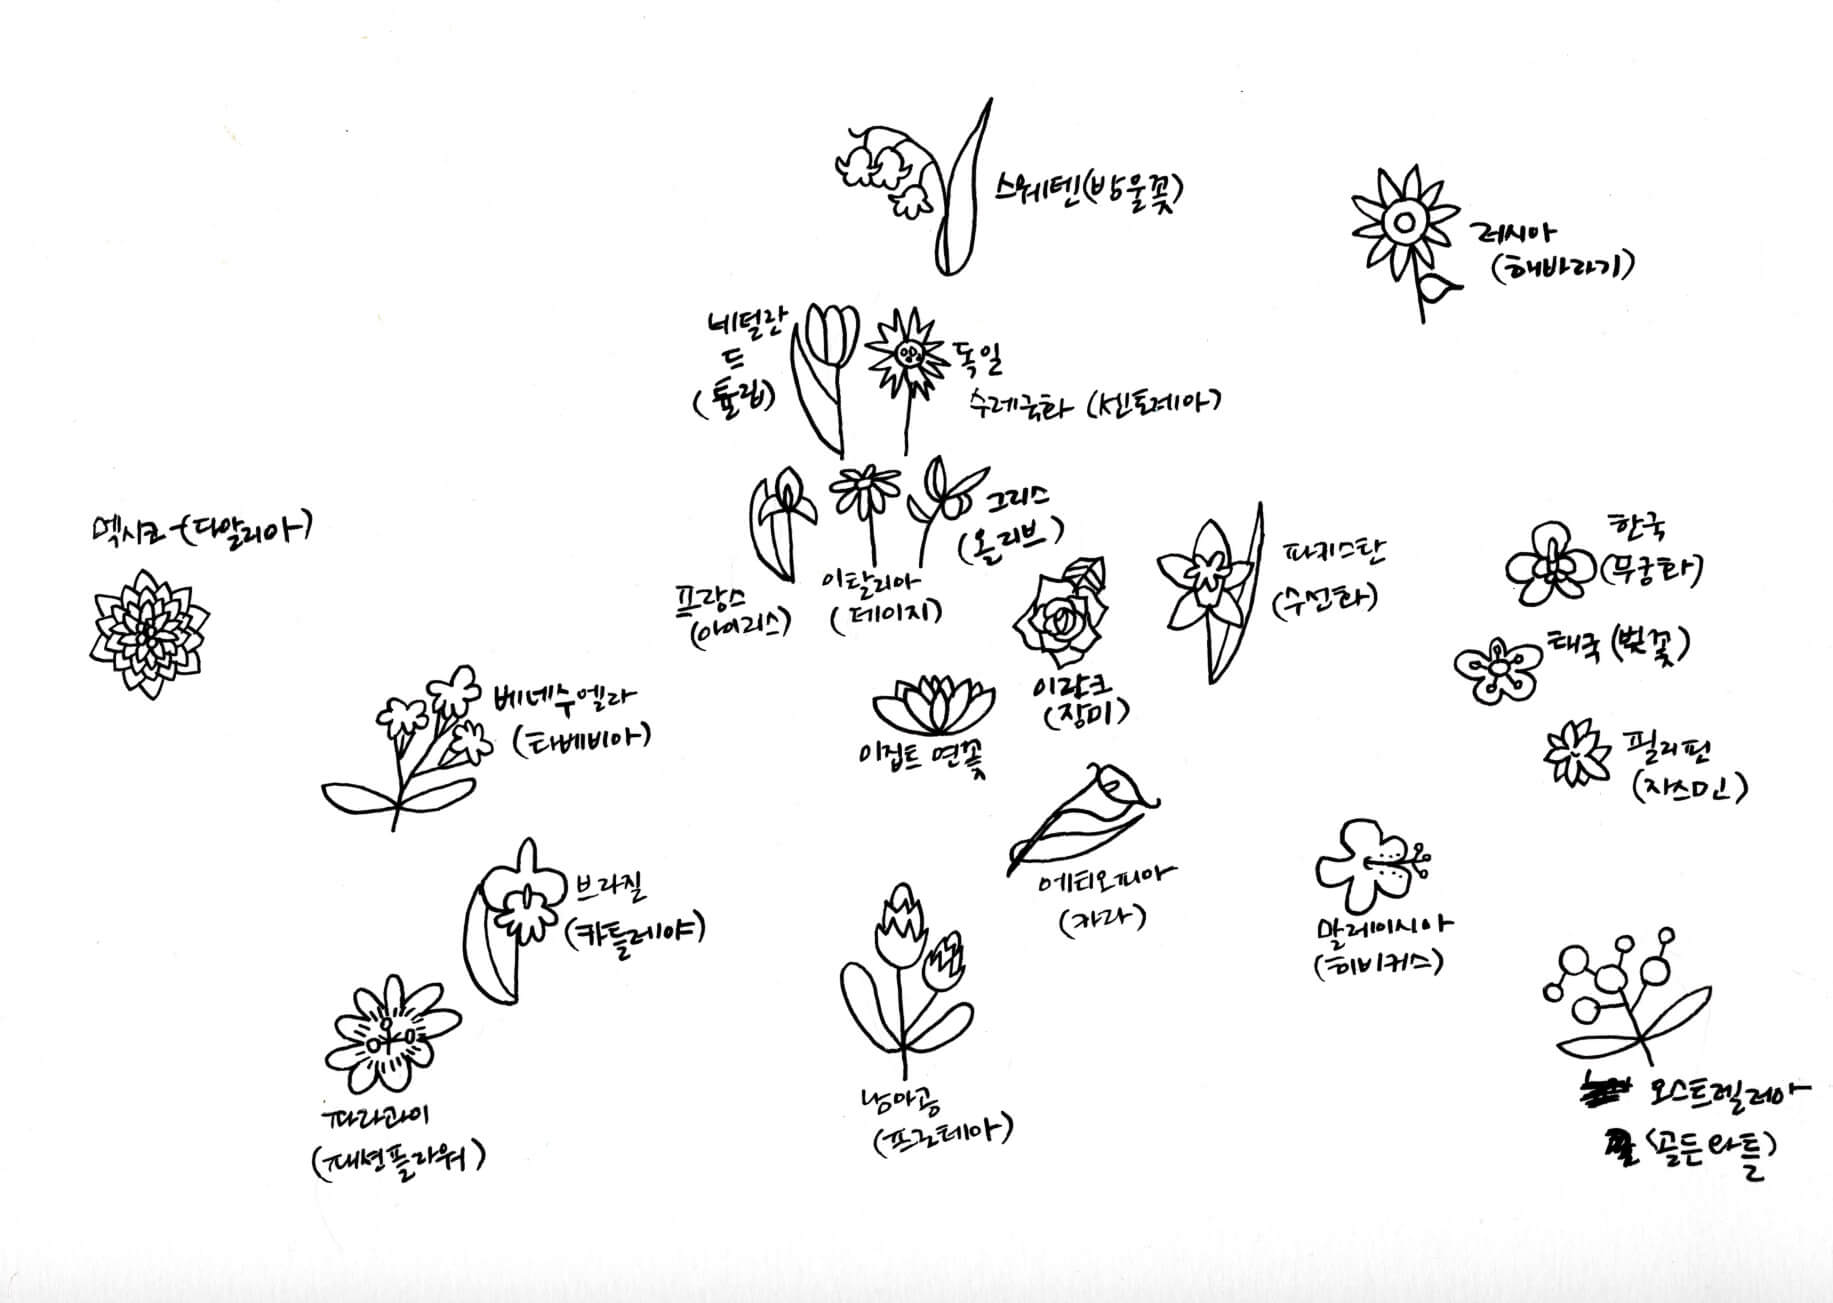 스웨덴(방울꽃)
러시아
(해바라기)
네털란
드
(튤립)
독일
수레국화 (센토레아)
그리스
(올리브)
이탈리아
(데이지)
프랑스
(아이리스)
멕시코-(다알리아)
파키스탄
(수선화)
한국
(무궁화)
태국 (벚꽃)
필리핀
(자스민)
이라크
(장미)
이집트 연꽃
베네수엘라
(타베비아)
브라질
(카틀레야)
에티오피아
(카라)
말레이시아
(히비커스)
파라과이
(패션플라워)
남아공
(프로테아)
오스트렐리아
(골든와틀)